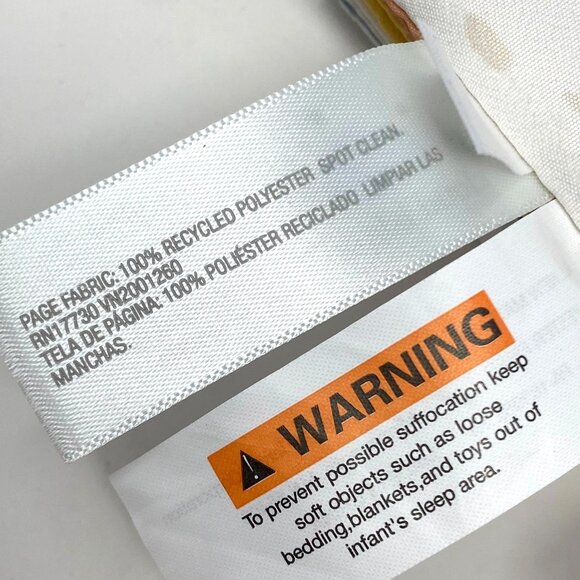 PAGE FABRIC: 100% RECYCLED POLYESTER SPOT CLEAN.
RN17730 VN2001260
TELA DE PÁGINA: 100% POLIÉSTER RECICLADO LIMPIAR LAS
MANCHAS.
WARNING
To prevent possible suffocation keep
soft objects such as loose
bedding,blankets,and toys out of
infant's sleep area.